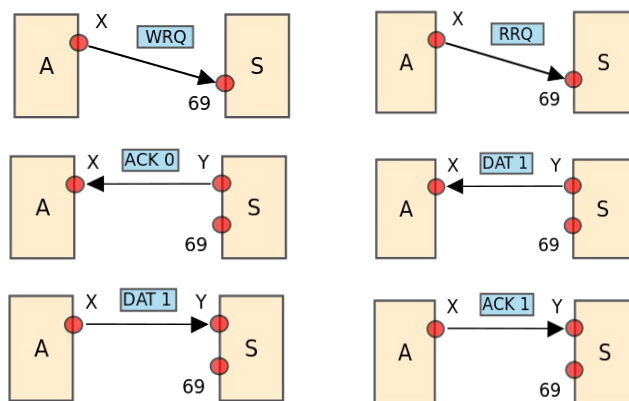 X WRQ
A S
69
X ACK 0 Y
A S
69
X DAT 1 Y
A S
69
X RRQ
A S
69
X DAT 1 Y
A S
69
X ACK 1 Y
A S
69